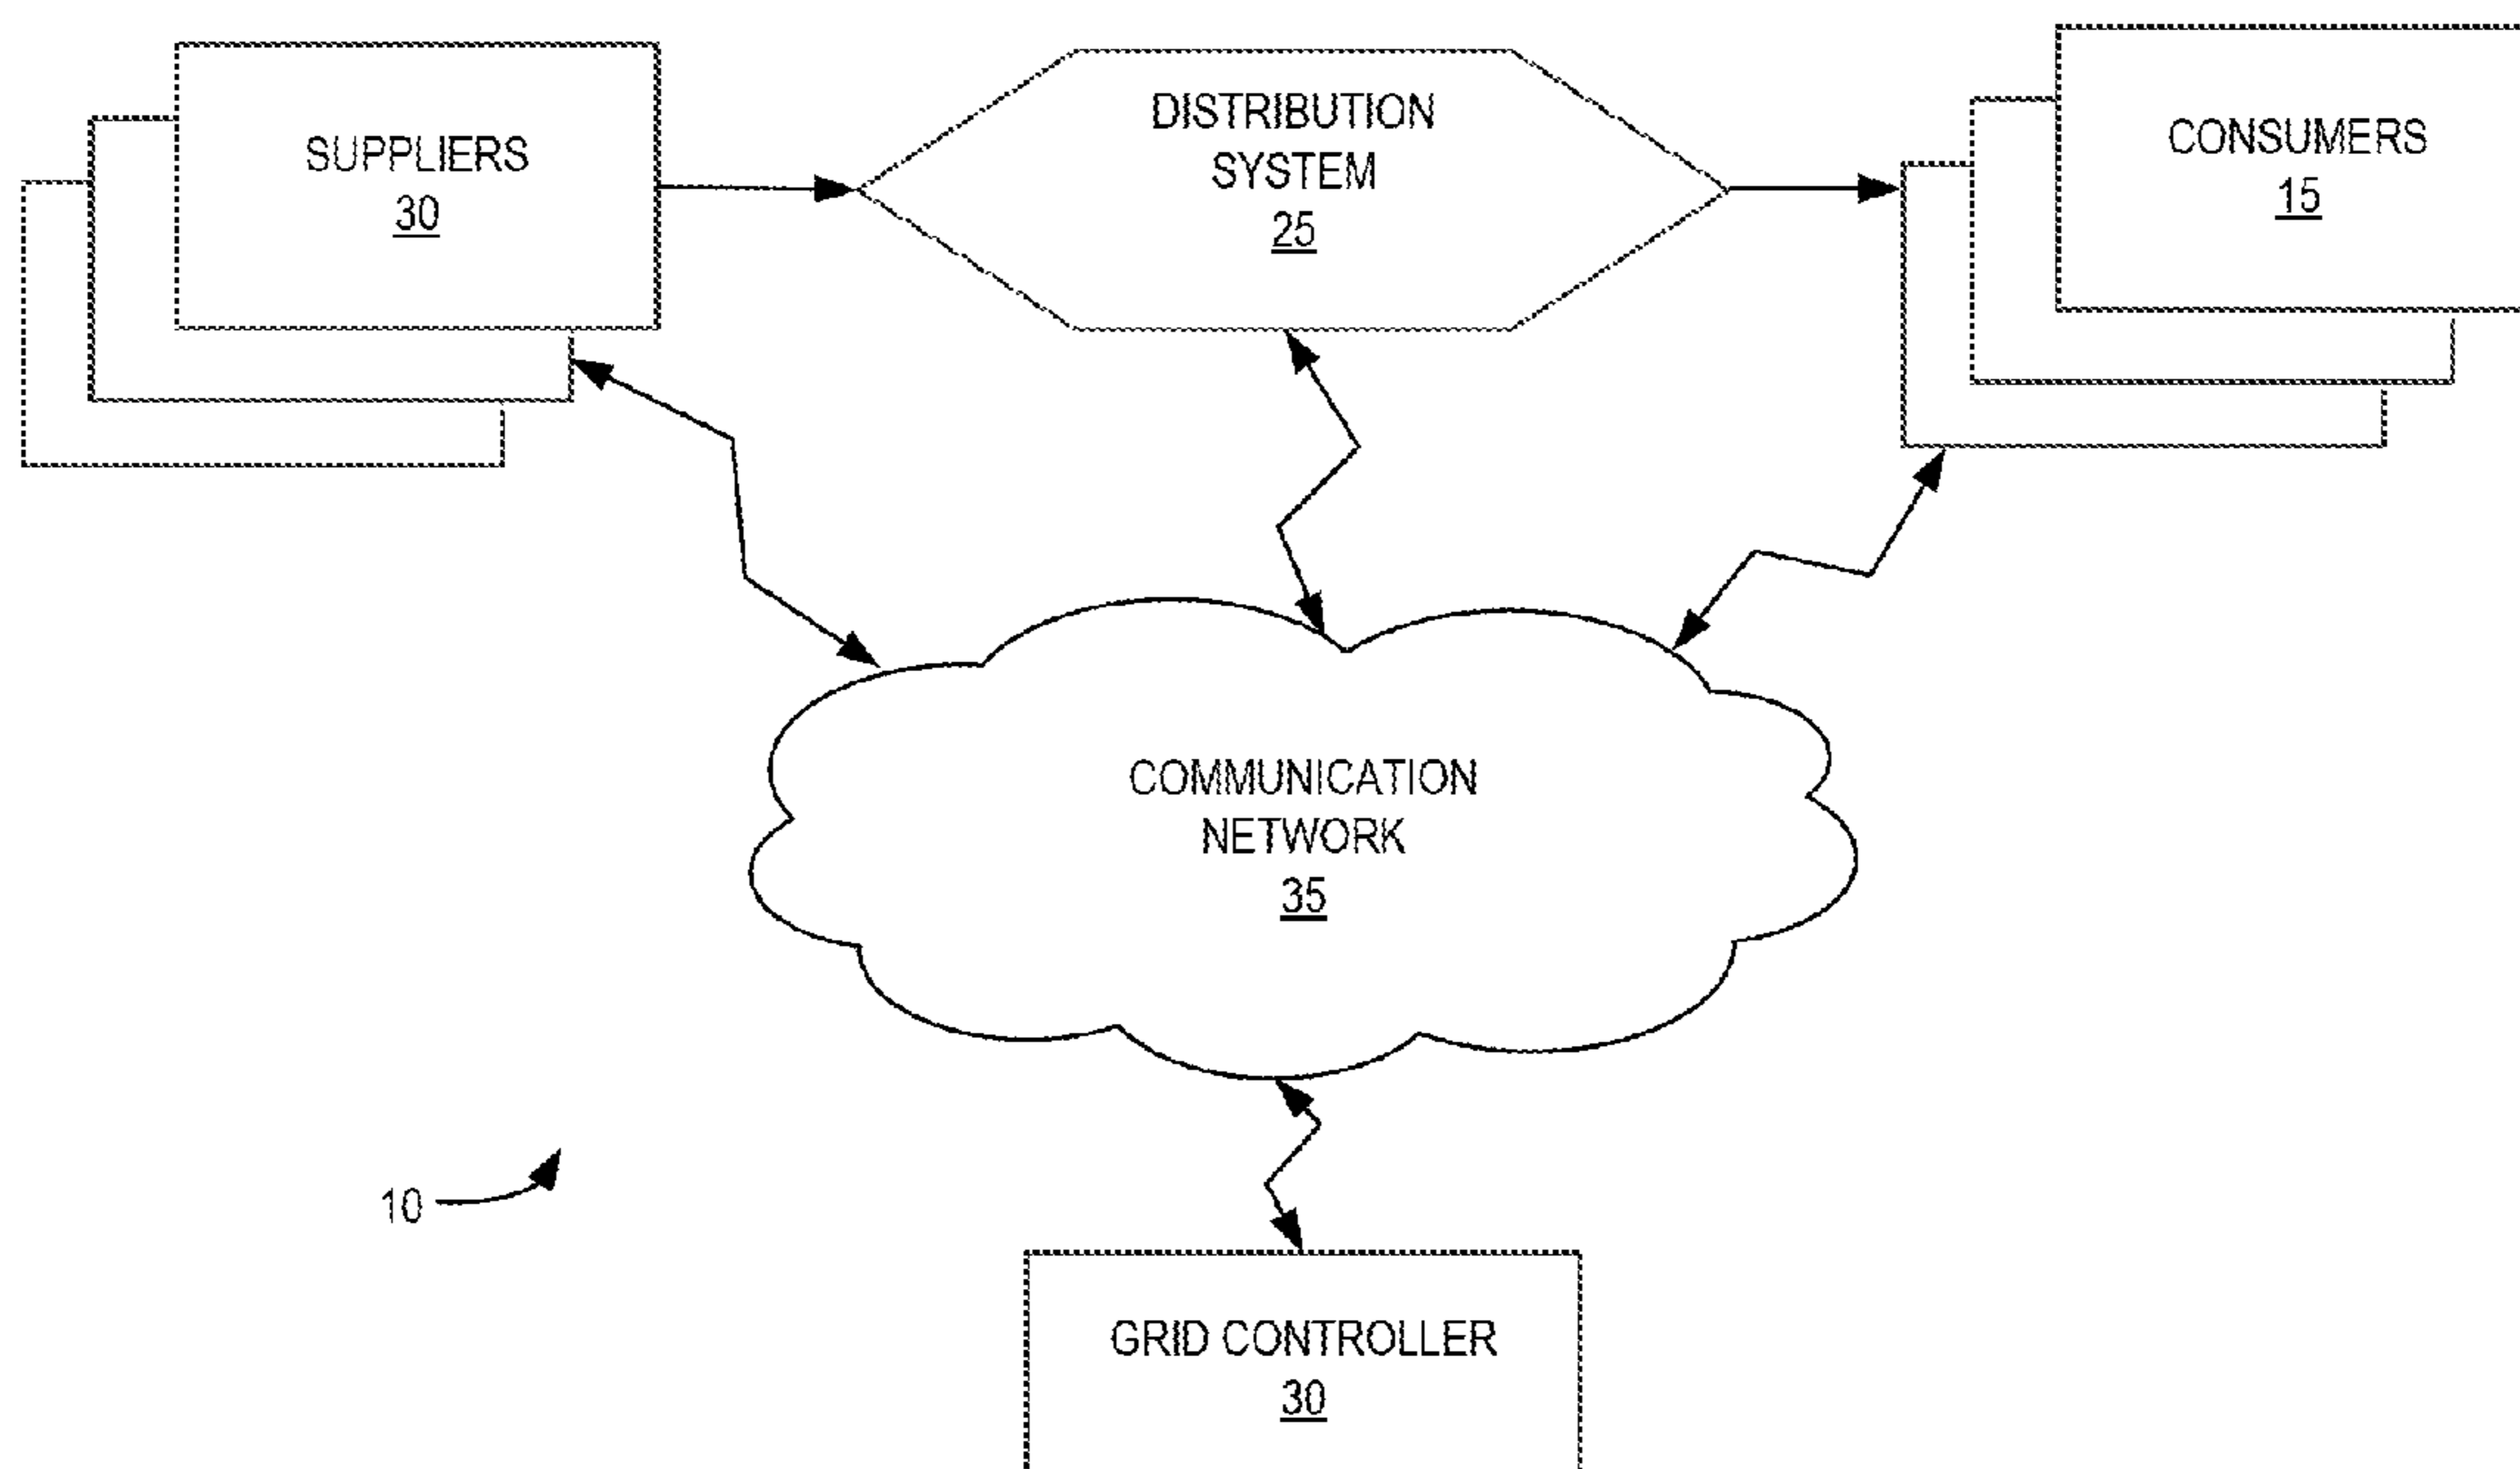 SUPPLIERS
30
DISTRIBUTION
SYSTEM
25
CONSUMERS
15
COMMUNICATION
NETWORK
35
10
GRID CONTROLLER
30